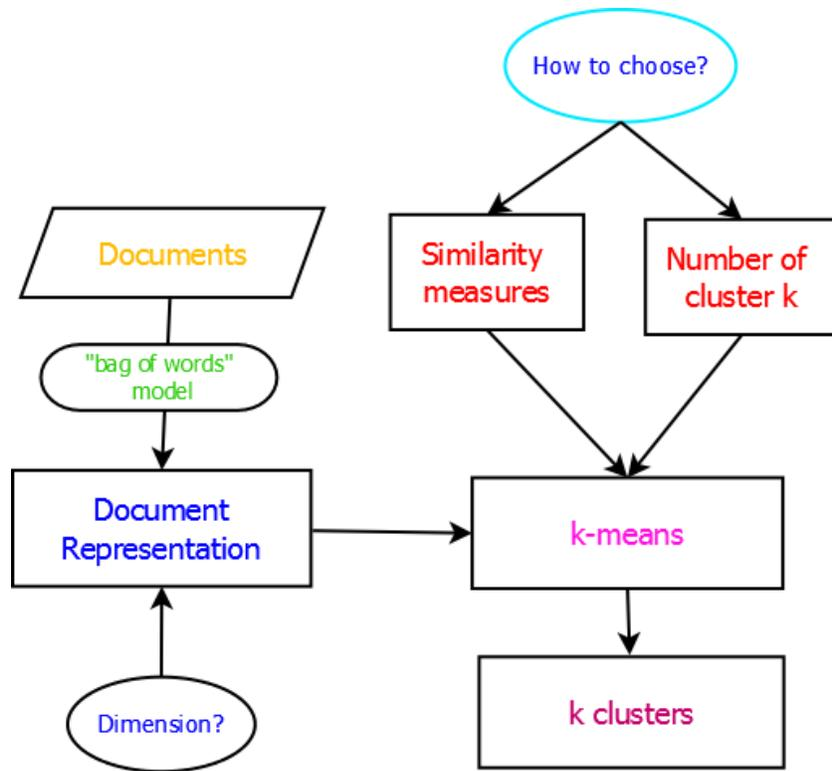 How to choose?
Documents
Similarity
measures
Number of
cluster k
"bag of words"
model
Document
Representation
k-means
Dimension?
k clusters